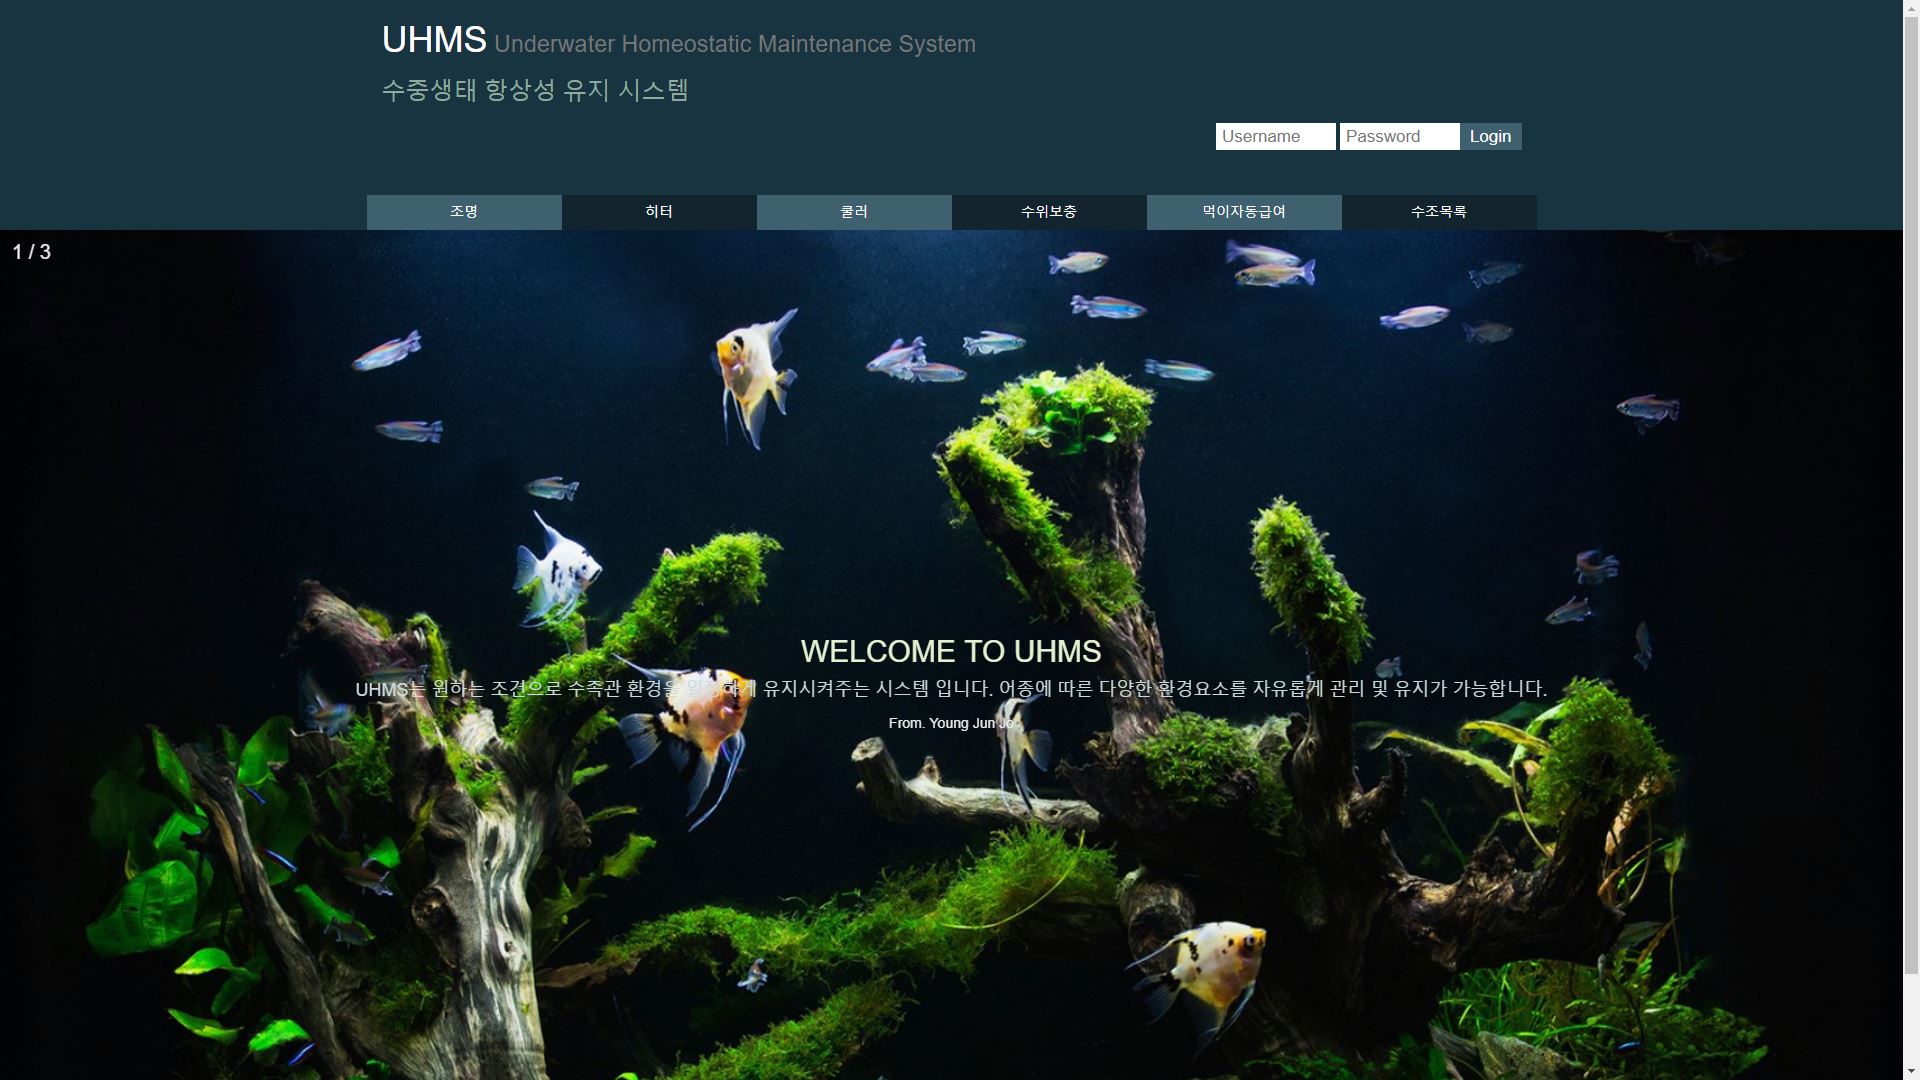 UHMS Underwater Homeostatic Maintenance System
수중생태 항상성 유지 시스템
Username Password Login
조명 히터 쿨러 수위보충 먹이자동급여 수조목록
1 / 3
WELCOME TO UHMS
UHMS는 원하는 조건으로 수족관 환경을 일정하게 유지시켜주는 시스템 입니다. 어종에 따른 다양한 환경요소를 자유롭게 관리 및 유지가 가능합니다.
From. Young Jun Jo